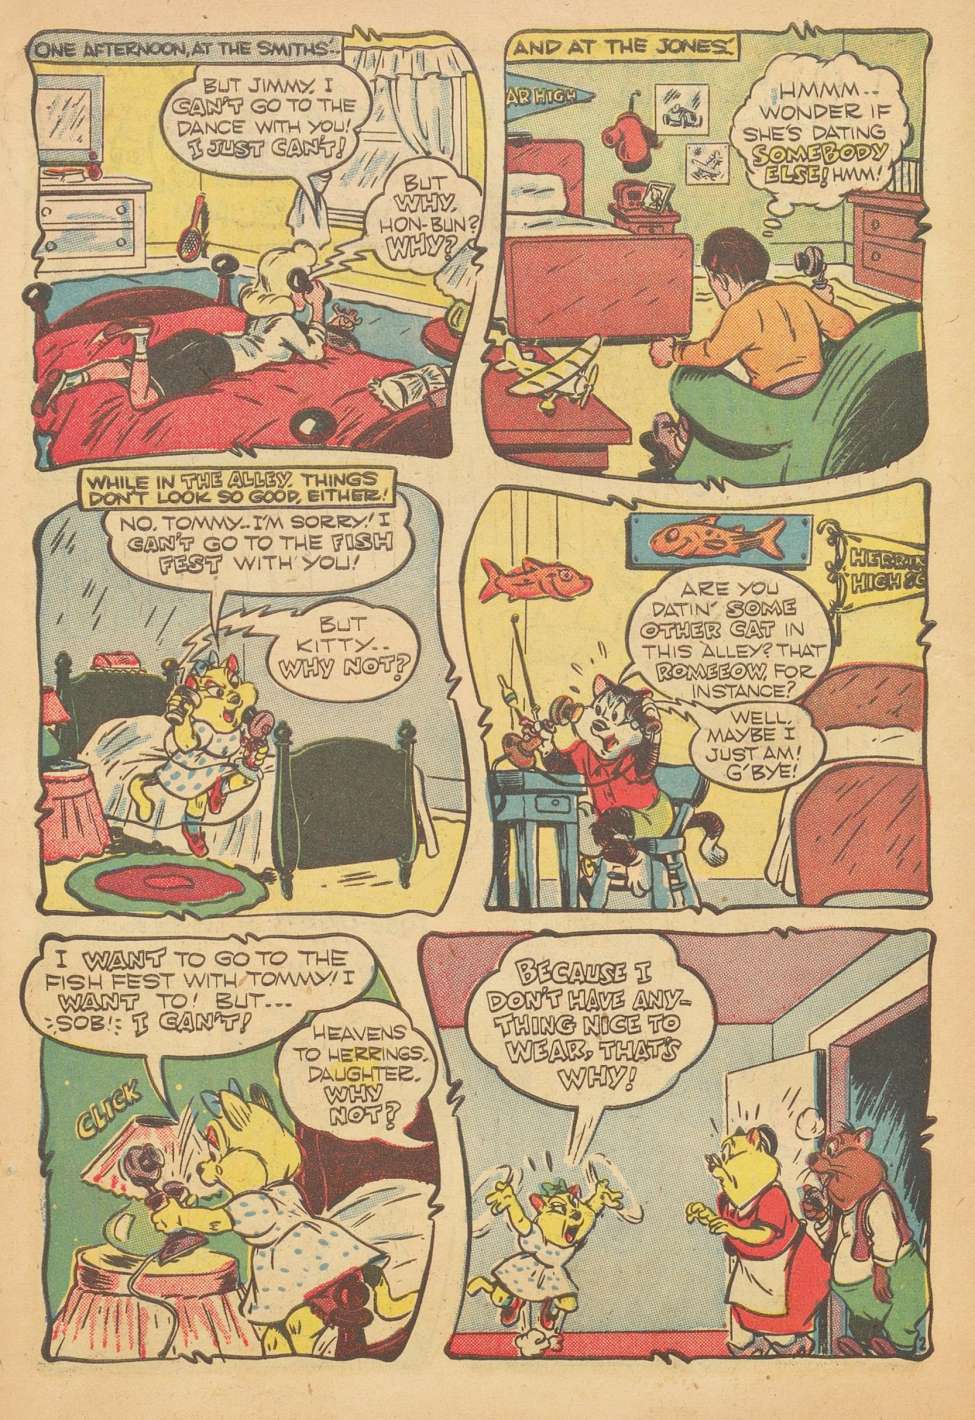 ONE AFTERNOON, AT THE SMITHS'--
BUT JIMMY, I
CAN'T GO TO THE
DANCE WITH YOU!
I JUST CAN'T!
BUT
WHY,
HON-BUN?
WHY?
AND AT THE JONES'
AR HIGH
HMMM--
WONDER IF
SHE'S DATING
SOMEBODY
ELSE! HMM!
WHILE IN THE ALLEY, THINGS
DON'T LOOK SO GOOD, EITHER!
NO, TOMMY-- I'M SORRY! I
CAN'T GO TO THE FISH
FEST WITH YOU!
BUT
KITTY--
WHY NOT?
HERRIN
HIGH SC
ARE YOU
DATIN' SOME
OTHER CAT IN
THIS ALLEY? THAT
ROMEEOW, FOR
INSTANCE?
WELL,
MAYBE I
JUST AM!
G'BYE!
I WANT TO GO TO THE
FISH FEST WITH TOMMY! I
WANT TO! BUT---
SOB! I CAN'T!
HEAVENS
TO HERRINGS,
DAUGHTER,
WHY
NOT?
CLICK
BECAUSE I
DON'T HAVE ANY-
THING NICE TO
WEAR, THAT'S
WHY!